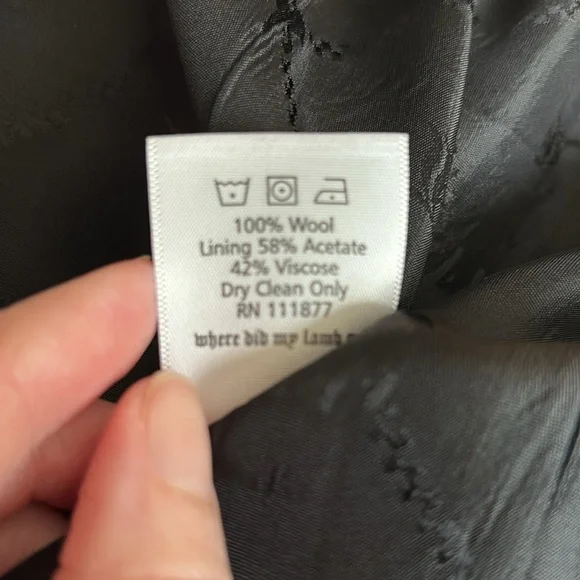 100% Wool
Lining 58% Acetate
42% Viscose
Dry Clean Only
RN 111877
where did my lamb